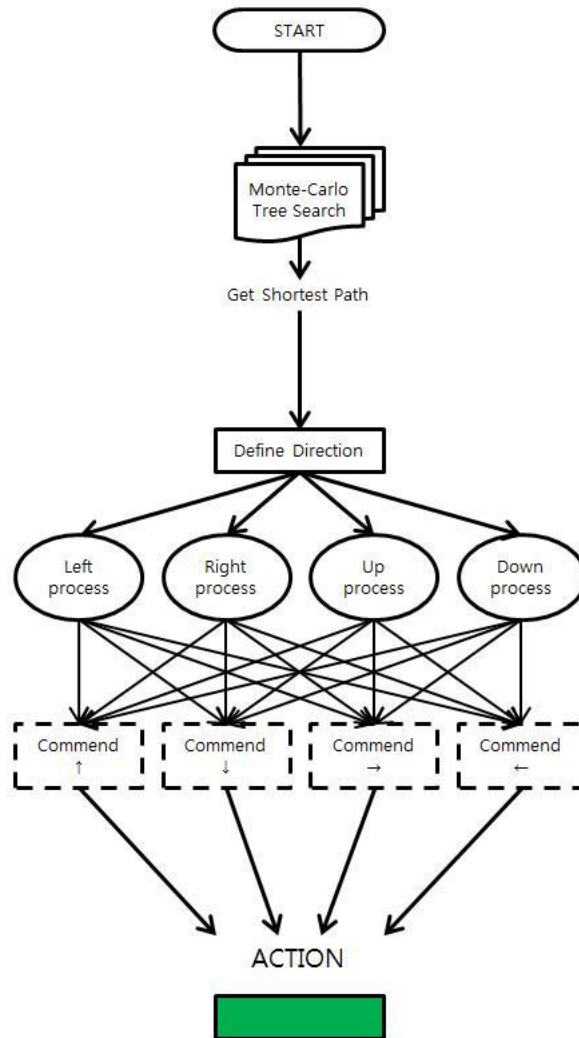 START
Monte-Carlo
Tree Search
Get Shortest Path
Define Direction
Left
process
Right
process
Up
process
Down
process
Commend
↑
Commend
↓
Commend
→
Commend
←
ACTION